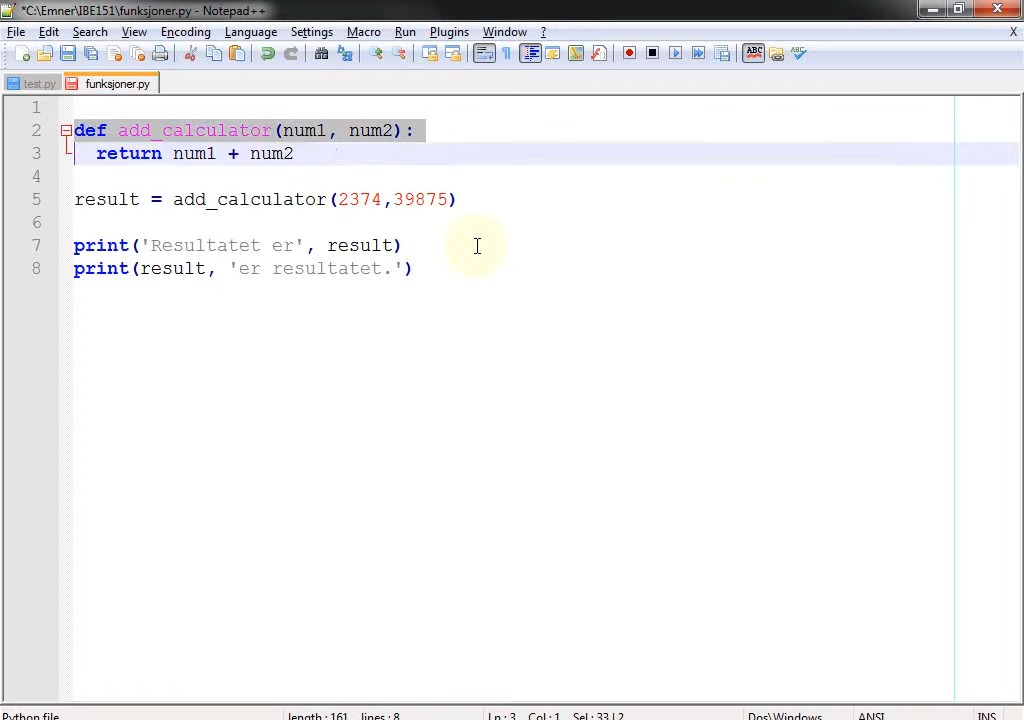 *C:\Emner\IBE151\funksjoner.py - Notepad++
File Edit Search View Encoding Language Settings Macro Run Plugins Window ? X
test.py funksjoner.py
1
2 def add_calculator(num1, num2):
3 return num1 + num2
4
5 result = add_calculator(2374,39875)
6
7 print('Resultatet er', result)
8 print(result, 'er resultatet.')
Python file length : 161 lines : 8 Ln : 3 Col : 1 Sel : 33 | 2 Dos\Windows ANSI INS